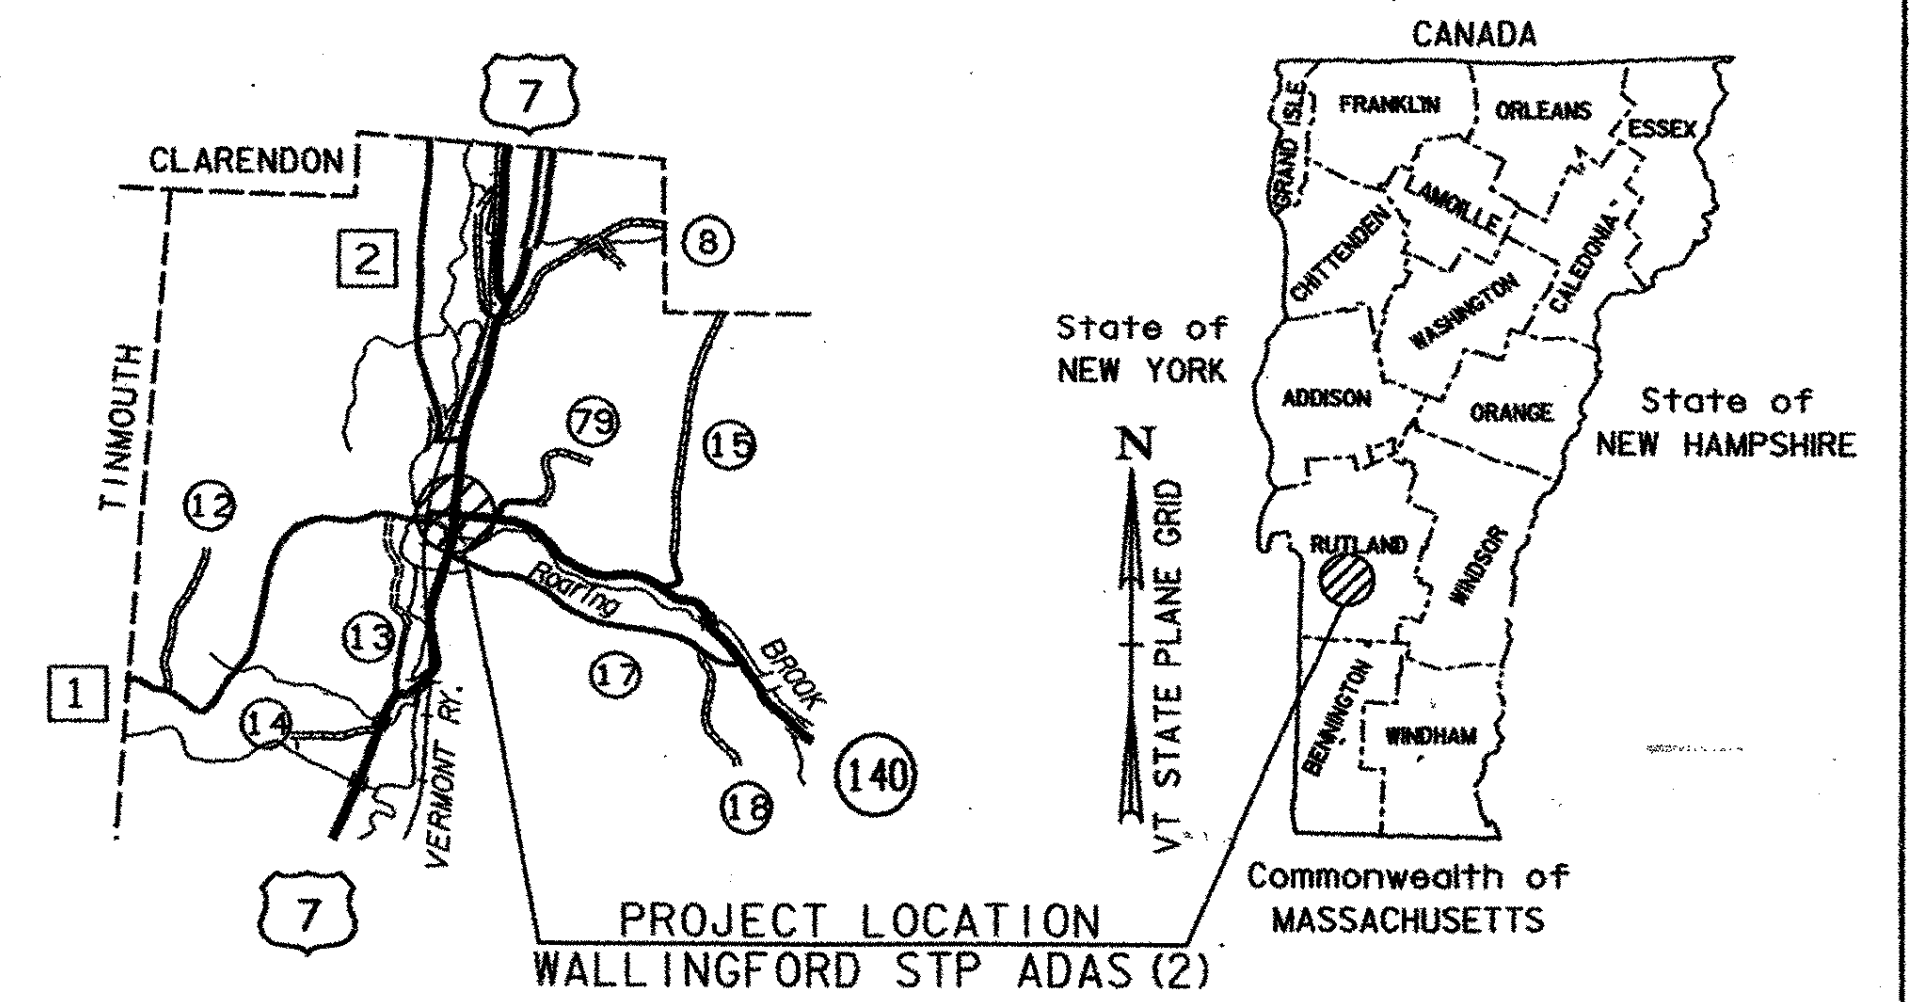 CANADA
7
CLARENDON
2
8
TINMOUTH
79
15
12
13
Roaring
BROOK
17
1
14
VERMONT RY.
18
140
7
N
VT STATE PLANE GRID
GRAND ISLE
FRANKLIN
ORLEANS
ESSEX
LAMOILLE
CHITTENDEN
CALEDONIA
WASHINGTON
State of
NEW YORK
ADDISON
ORANGE
State of
NEW HAMPSHIRE
RUTLAND
WINDSOR
BENNINGTON
WINDHAM
Commonwealth of
MASSACHUSETTS
PROJECT LOCATION
WALLINGFORD STP ADAS (2)